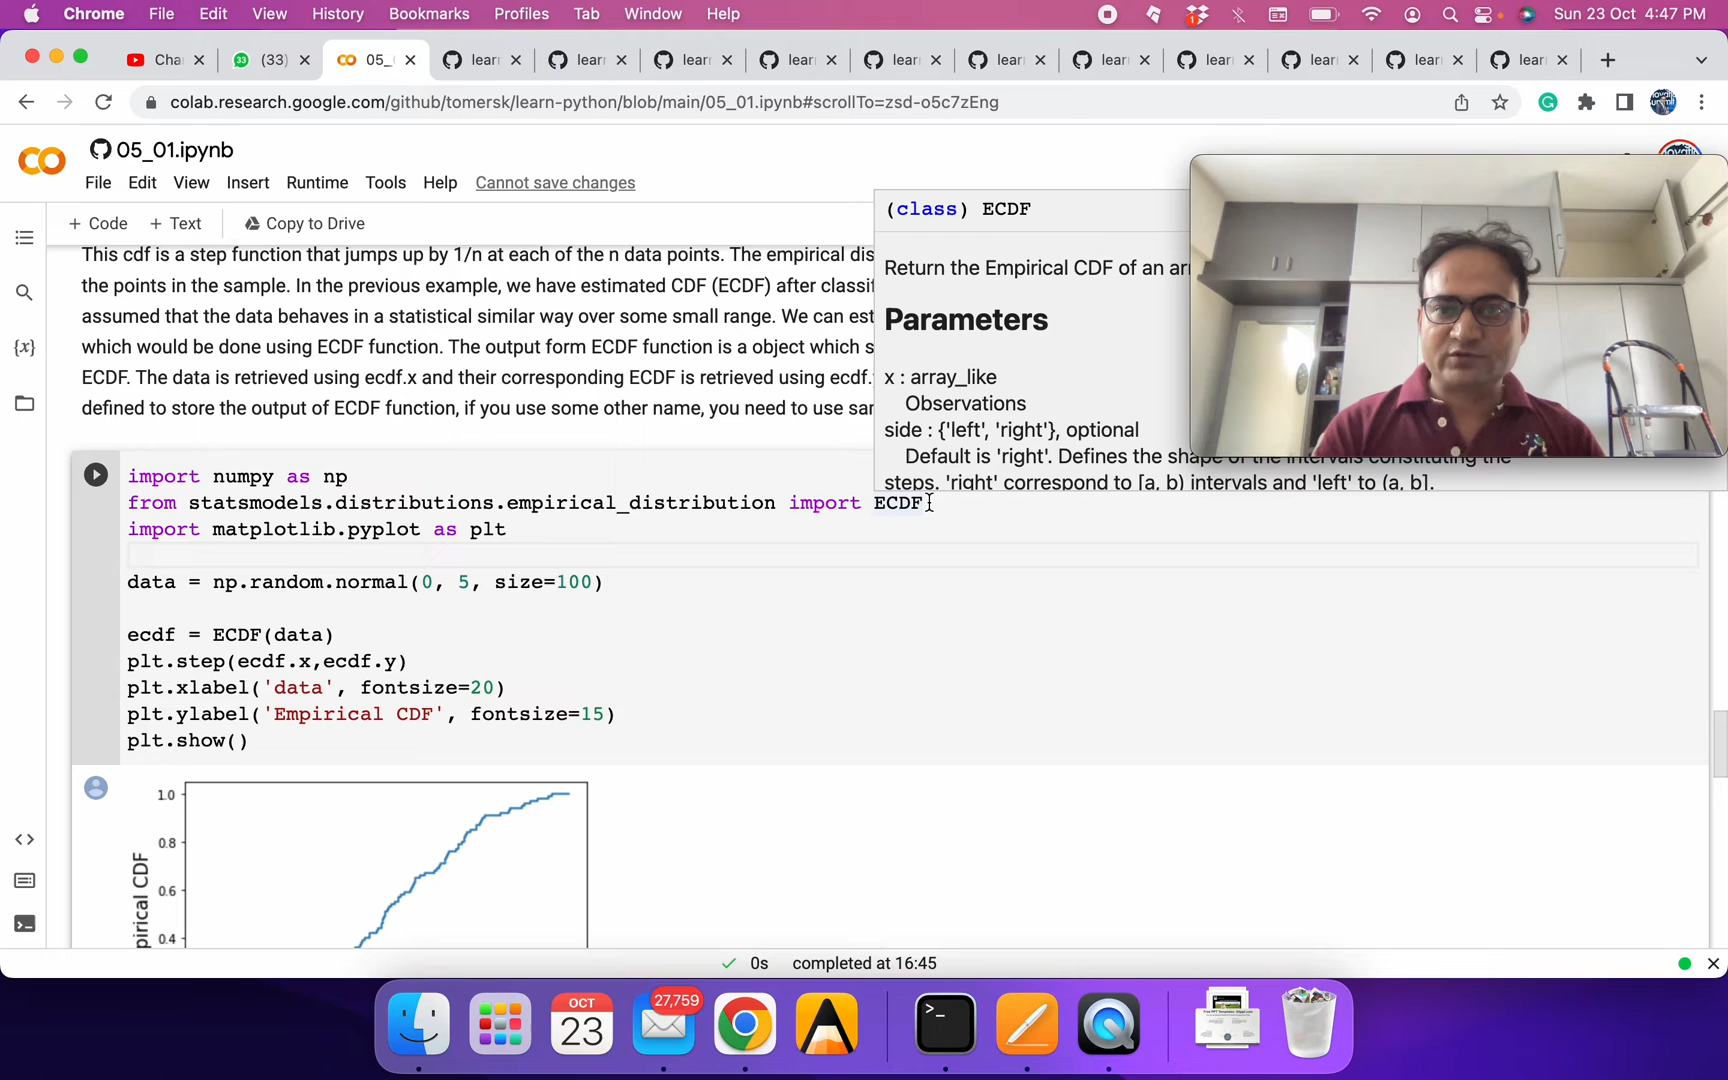 Chrome File Edit View History Bookmarks Profiles Tab Window Help Sun 23 Oct 4:47 PM
Cha (33) 05_ lear lear lear lear lear lear lear lear lear lear lear
colab.research.google.com/github/tomersk/learn-python/blob/main/05_01.ipynb#scrollTo=zsd-o5c7zEng
05_01.ipynb
File Edit View Insert Runtime Tools Help Cannot save changes
+ Code + Text Copy to Drive
This cdf is a step function that jumps up by 1/n at each of the n data points. The empirical dis
the points in the sample. In the previous example, we have estimated CDF (ECDF) after classif
assumed that the data behaves in a statistical similar way over some small range. We can est
which would be done using ECDF function. The output form ECDF function is a object which s
ECDF. The data is retrieved using ecdf.x and their corresponding ECDF is retrieved using ecdf.
defined to store the output of ECDF function, if you use some other name, you need to use sar
(class) ECDF
Return the Empirical CDF of an arr
Parameters
x : array_like
Observations
side : {'left', 'right'}, optional
Default is 'right'. Defines the shape of the intervals constituting the
steps. 'right' correspond to [a, b) intervals and 'left' to (a, b].
import numpy as np
from statsmodels.distributions.empirical_distribution import ECDF
import matplotlib.pyplot as plt
data = np.random.normal(0, 5, size=100)
ecdf = ECDF(data)
plt.step(ecdf.x,ecdf.y)
plt.xlabel('data', fontsize=20)
plt.ylabel('Empirical CDF', fontsize=15)
plt.show()
1.0
0.8
0.6
0.4
pirical CDF
0s completed at 16:45
OCT
23
27,759